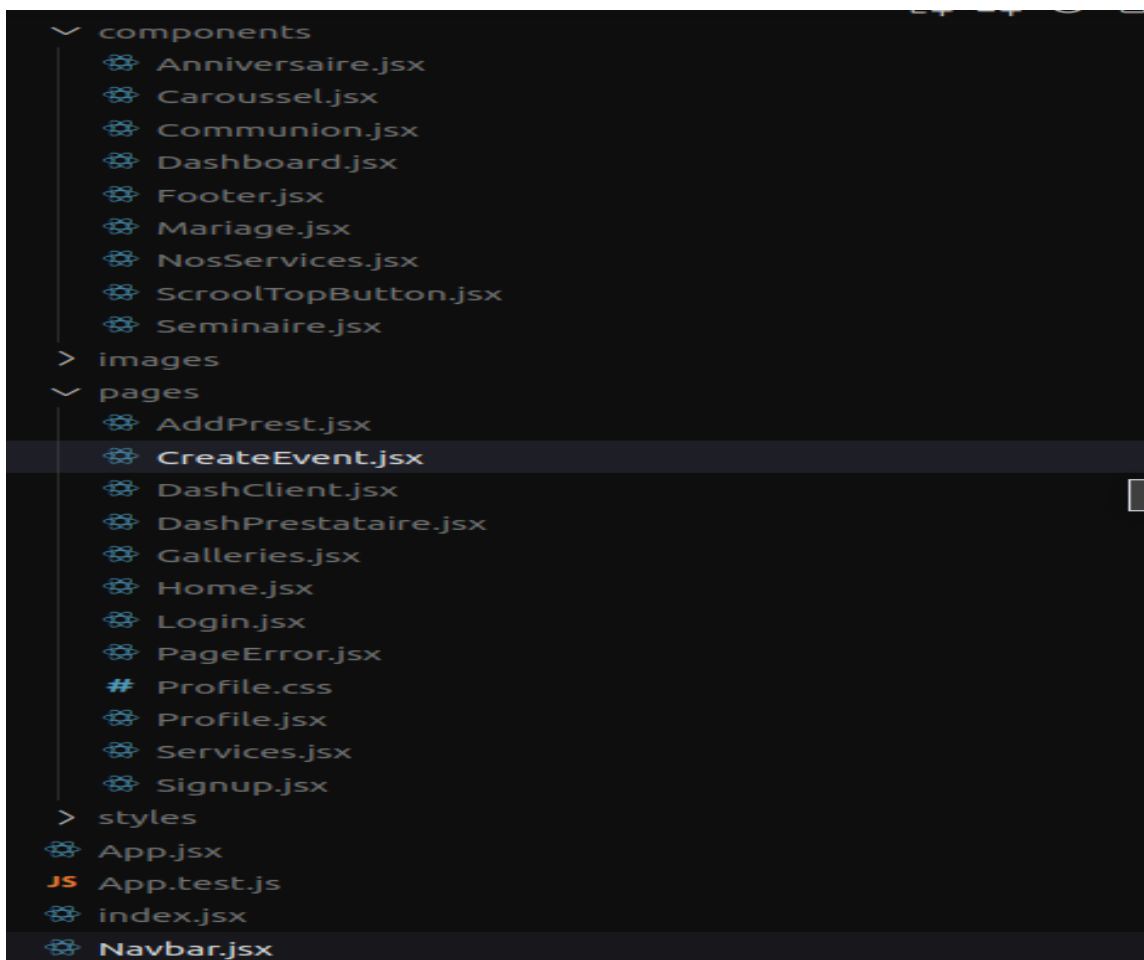 components
Anniversaire.jsx
Caroussel.jsx
Communion.jsx
Dashboard.jsx
Footer.jsx
Mariage.jsx
NosServices.jsx
ScroolTopButton.jsx
Seminaire.jsx
images
pages
AddPrest.jsx
CreateEvent.jsx
DashClient.jsx
DashPrestataire.jsx
Galleries.jsx
Home.jsx
Login.jsx
PageError.jsx
# Profile.css
Profile.jsx
Services.jsx
Signup.jsx
styles
App.jsx
JS App.test.js
index.jsx
Navbar.jsx